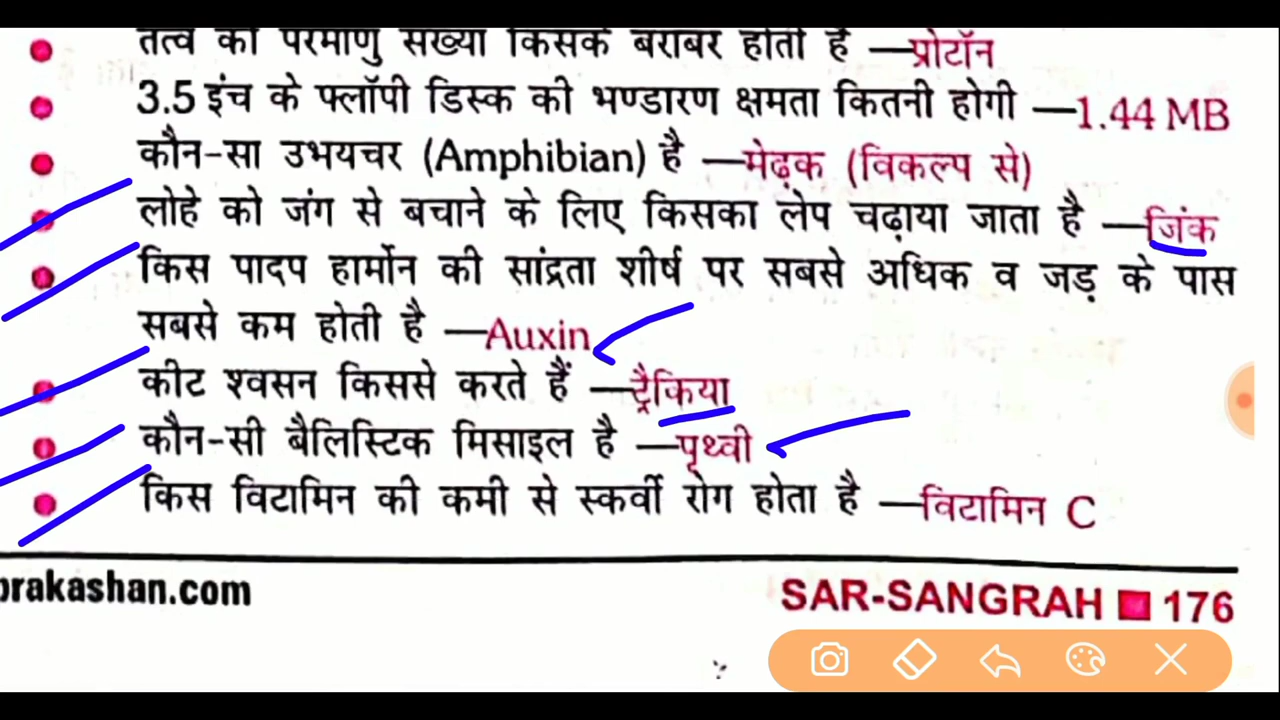 तत्व की परमाणु संख्या किसके बराबर होती है —प्रोटॉन
3.5 इंच के फ्लॉपी डिस्क की भण्डारण क्षमता कितनी होगी —1.44 MB
कौन-सा उभयचर (Amphibian) है —मेढ़क (विकल्प से)
लोहे को जंग से बचाने के लिए किसका लेप चढ़ाया जाता है —जिंक
किस पादप हार्मोन की सांद्रता शीर्ष पर सबसे अधिक व जड़ के पास
सबसे कम होती है —Auxin
कीट श्वसन किससे करते हैं —ट्रैकिया
कौन-सी बैलिस्टिक मिसाइल है —पृथ्वी
किस विटामिन की कमी से स्कर्वी रोग होता है —विटामिन C
prakashan.com
SAR-SANGRAH 176